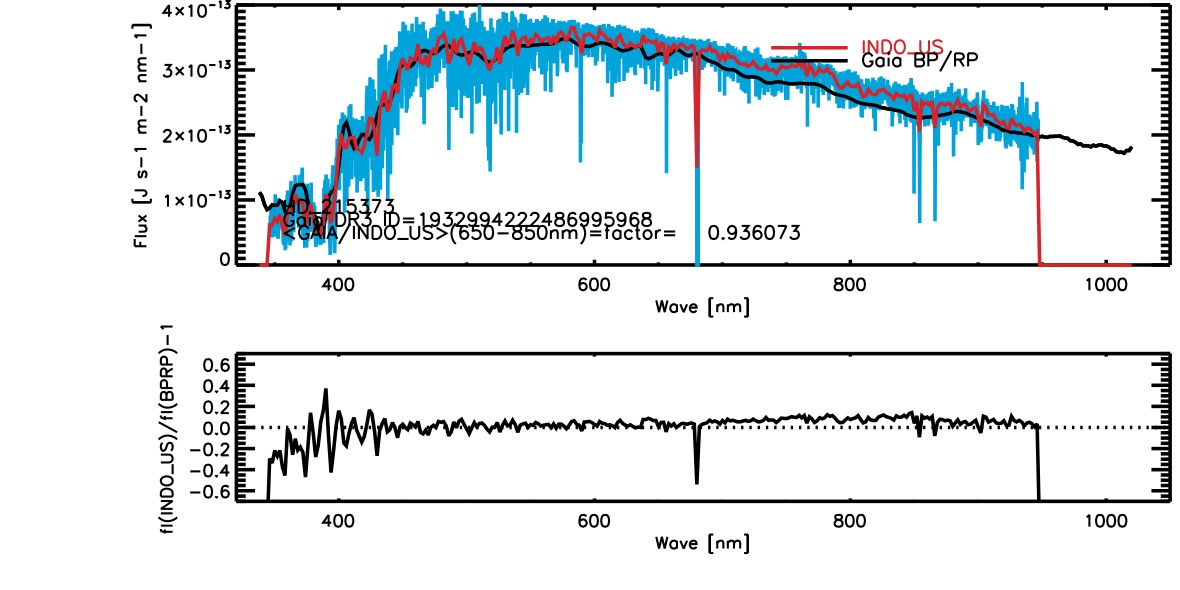 4×10−13
3×10−13
2×10−13
1×10−13
0
Flux [J s−1 m−2 nm−1]
INDO_US
Gaia BP/RP
HD_215373
Gaia DR3 ID=1932994222486995968
<GAIA/INDO_US>(650−850nm)=factor= 0.936073
400 600 800 1000
Wave [nm]
fl(INDO_US)/fl(BPRP)−1
0.6
0.4
0.2
0.0
−0.2
−0.4
−0.6
400 600 800 1000
Wave [nm]